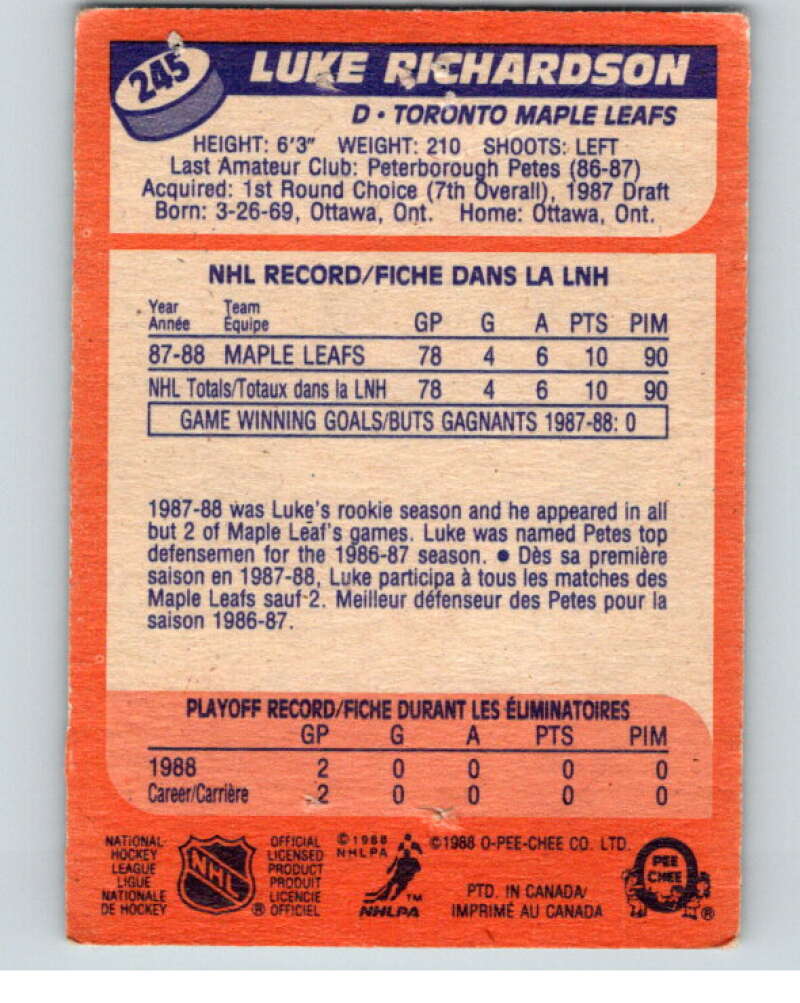 245
LUKE RICHARDSON
D • TORONTO MAPLE LEAFS
HEIGHT: 6'3" WEIGHT: 210 SHOOTS: LEFT
Last Amateur Club: Peterborough Petes (86-87)
Acquired: 1st Round Choice (7th Overall), 1987 Draft
Born: 3-26-69, Ottawa, Ont. Home: Ottawa, Ont.
NHL RECORD/FICHE DANS LA LNH
Year Team
Année Équipe GP G A PTS PIM
87-88 MAPLE LEAFS 78 4 6 10 90
NHL Totals/Totaux dans la LNH 78 4 6 10 90
GAME WINNING GOALS/BUTS GAGNANTS 1987-88: 0
1987-88 was Luke's rookie season and he appeared in all
but 2 of Maple Leaf's games. Luke was named Petes top
defensemen for the 1986-87 season. • Dès sa première
saison en 1987-88, Luke participa à tous les matches des
Maple Leafs sauf 2. Meilleur défenseur des Petes pour la
saison 1986-87.
PLAYOFF RECORD/FICHE DURANT LES ÉLIMINATOIRES
GP G A PTS PIM
1988 2 0 0 0 0
Career/Carrière 2 0 0 0 0
NATIONAL
HOCKEY
LEAGUE
LIGUE
NATIONALE
DE HOCKEY
NHL
®
OFFICIAL
LICENSED
PRODUCT
PRODUIT
LICENCIE
OFFICIEL
©1988
NHLPA
TM
NHLPA
©1988 O-PEE-CHEE CO. LTD.
PTD. IN CANADA/
IMPRIMÉ AU CANADA
PEE
CHEE
®